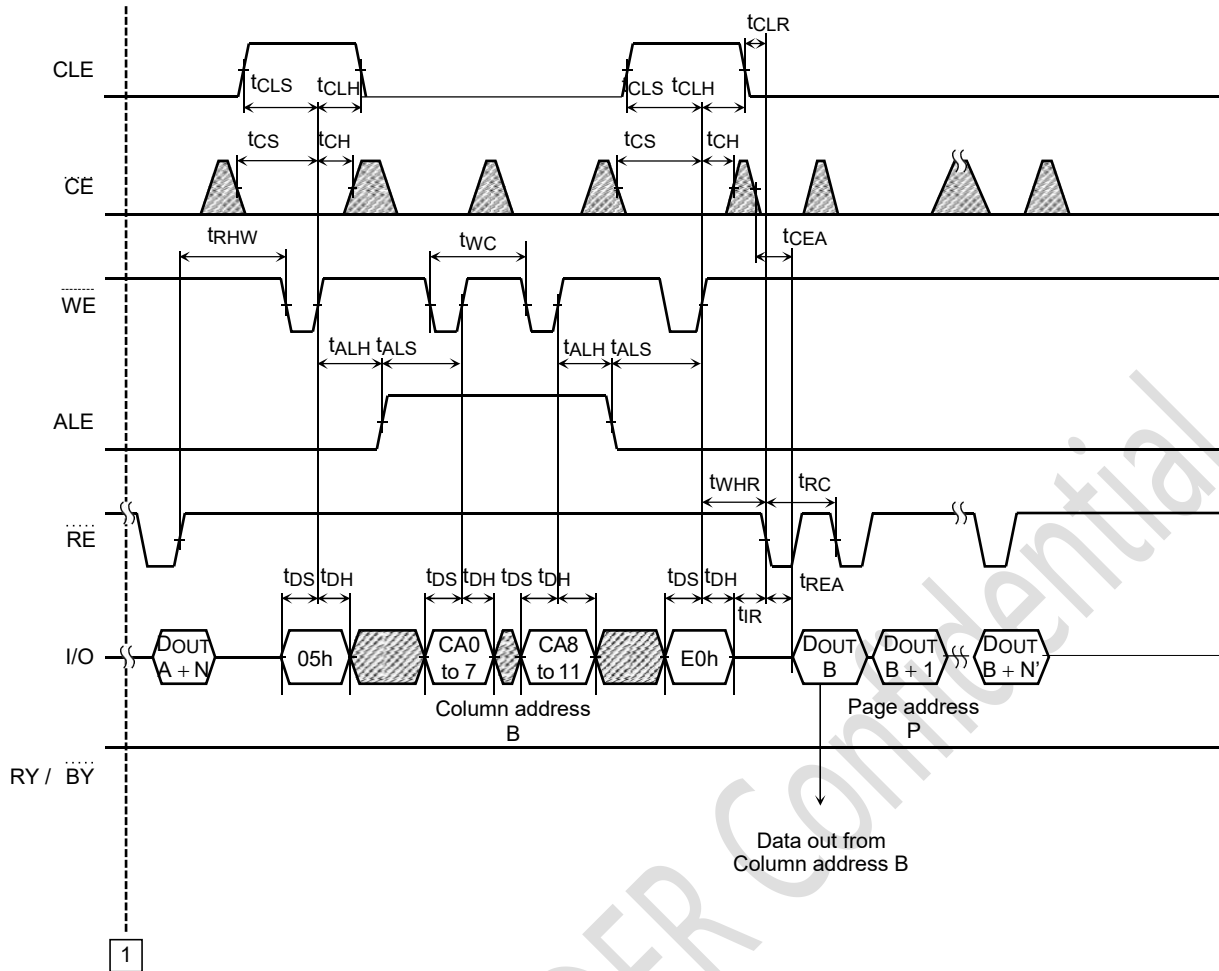 tCLR
CLE
tCLS tCLH tCLS tCLH
tCS tCH tCS tCH
CE
tCEA
tRHW tWC
WE
tALH tALS tALH tALS
ALE
tWHR tRC
RE
tDS tDH tDS tDH tDS tDH tDS tDH tREA
tIR
I/O
DOUT
A + N
05h
CA0
to 7
CA8
to 11
E0h
DOUT
B
DOUT
B + 1
DOUT
B + N'
Column address
B
Page address
P
RY / BY
Data out from
Column address B
1
Confidential